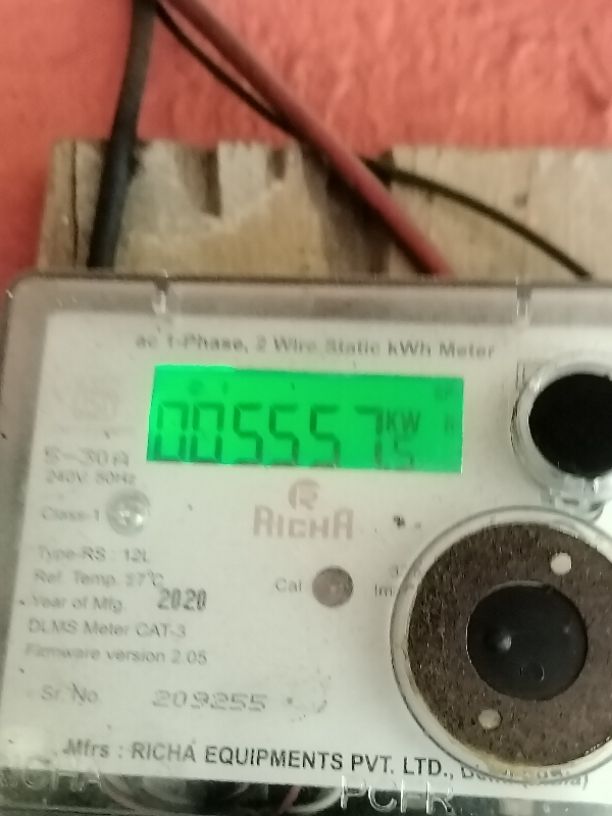 ac 1-Phase, 2 Wire Static kWh Meter
005557.5 KW
5-30A
240V 50Hz
Class-1
RICHA
Type-RS : 12L
Ref. Temp. 27°C
Cal
Year of Mfg. 2020
DLMS Meter CAT-3
Firmware version 2.05
Sr. No. 209255
Mfrs : RICHA EQUIPMENTS PVT. LTD.,